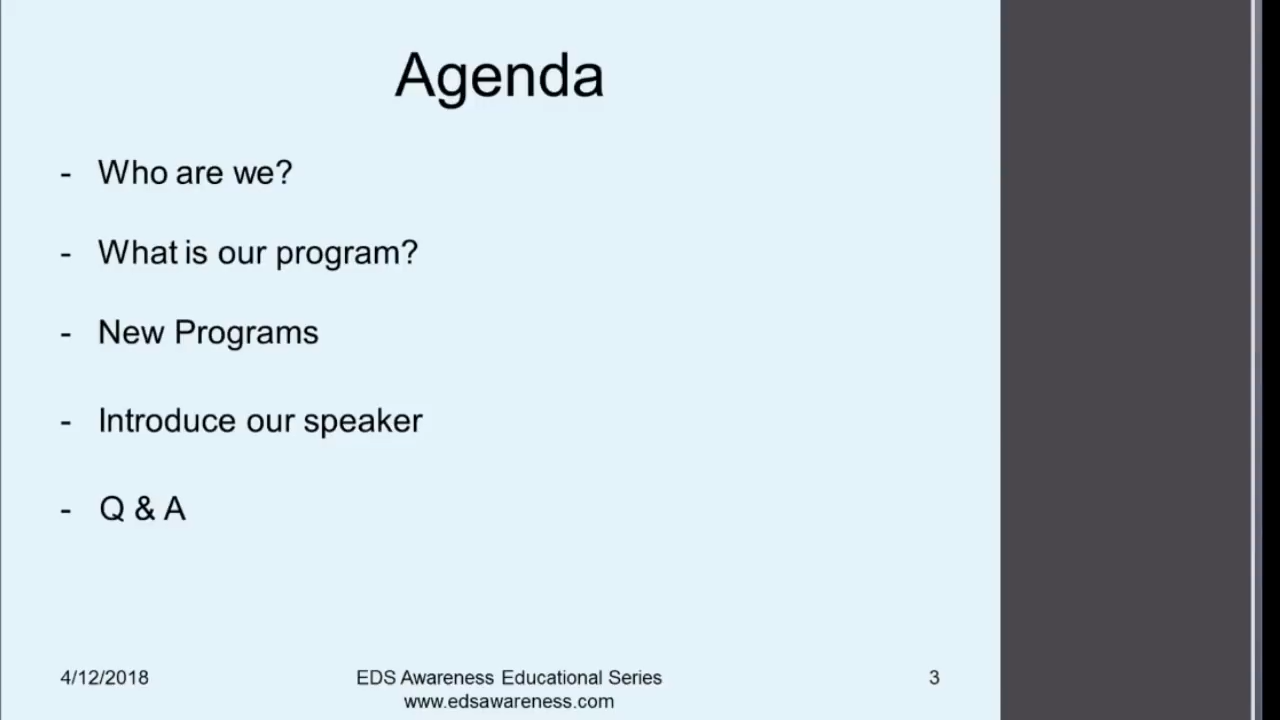 Agenda
- Who are we?
- What is our program?
- New Programs
- Introduce our speaker
- Q & A
4/12/2018 EDS Awareness Educational Series 3
www.edsawareness.com